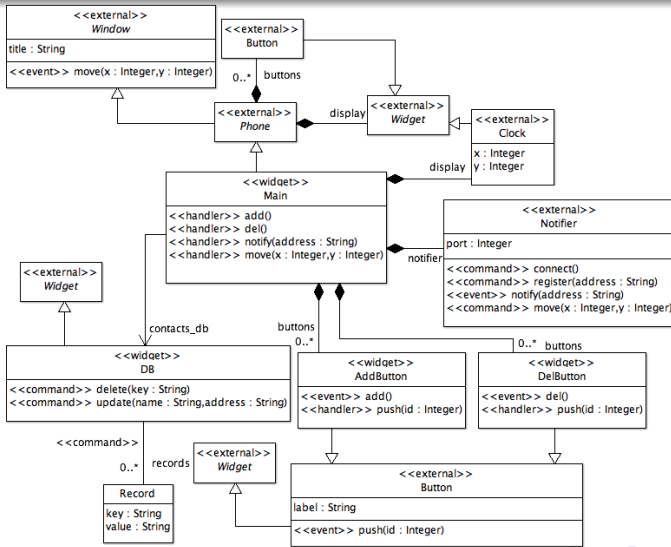 <<external>>
Window
title : String
<<event>> move(x : Integer,y : Integer)
<<external>>
Button
0..*
buttons
<<external>>
Phone
display
<<external>>
Widget
<<external>>
Clock
x : Integer
y : Integer
display
<<widget>>
Main
<<handler>> add()
<<handler>> del()
<<handler>> notify(address : String)
<<handler>> move(x : Integer,y : Integer)
<<external>>
Notifier
port : Integer
<<command>> connect()
<<command>> register(address : String)
<<event>> notify(address : String)
<<command>> move(x : Integer,y : Integer)
notifier
<<external>>
Widget
contacts_db
buttons
0..*
0..*
buttons
<<widget>>
DB
<<command>> delete(key : String)
<<command>> update(name : String,address : String)
<<widget>>
AddButton
<<event>> add()
<<handler>> push(id : Integer)
<<widget>>
DelButton
<<event>> del()
<<handler>> push(id : Integer)
<<command>>
0..*
records
<<external>>
Widget
Record
key : String
value : String
<<external>>
Button
label : String
<<event>> push(id : Integer)